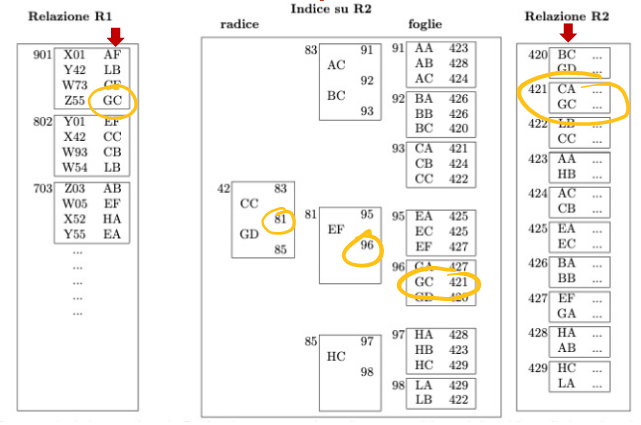 Relazione R1
901 X01 AF
Y42 LB
W73
Z55 GC
802 Y01 EF
X42 CC
W93 CB
W54 LB
703 Z03 AB
W05 EF
X52 HA
Y55 EA
...
...
...
...
...
Indice su R2
radice
42 83
CC
81
GD
85
83 91
AC
92
BC
93
81 95
EF
96
85 97
HC
98
foglie
91 AA 423
AB 428
AC 424
92 BA 426
BB 426
BC 420
93 CA 421
CB 424
CC 422
95 EA 425
EC 425
EF 427
96 GA 427
GC 421
GD 420
97 HA 428
HB 423
HC 429
98 LA 429
LB 422
Relazione R2
420 BC ...
GD ...
421 CA ...
GC ...
422 LB ...
CC ...
423 AA ...
HB ...
424 AC ...
CB ...
425 EA ...
EC ...
426 BA ...
BB ...
427 EF ...
GA ...
428 HA ...
AB ...
429 HC ...
LA ...